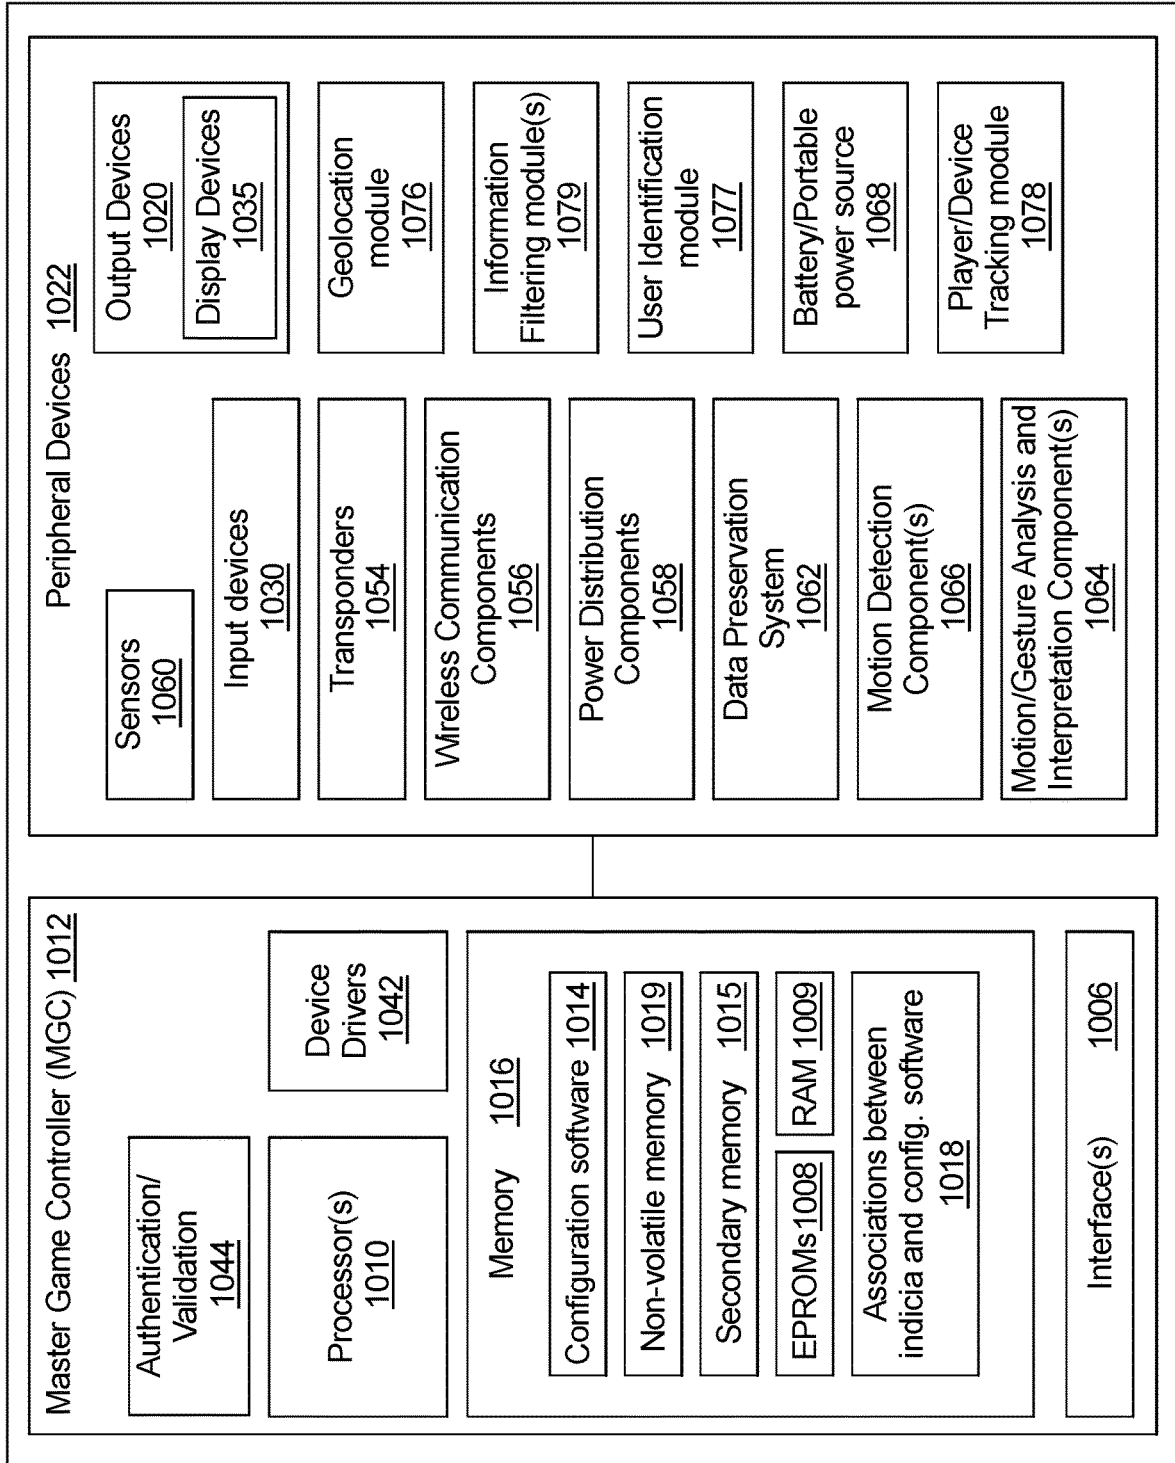 Master Game Controller (MGC) 1012
Authentication/
Validation
1044
Processor(s)
1010
Device
Drivers
1042
Memory 1016
Configuration software 1014
Non-volatile memory 1019
Secondary memory 1015
EPROMs1008
RAM 1009
Associations between
indicia and config. software
1018
Interface(s) 1006
Peripheral Devices 1022
Sensors
1060
Input devices
1030
Transponders
1054
Wireless Communication
Components
1056
Power Distribution
Components
1058
Data Preservation
System
1062
Motion Detection
Component(s)
1066
Motion/Gesture Analysis and
Interpretation Component(s)
1064
Output Devices
1020
Display Devices
1035
Geolocation
module
1076
Information
Filtering module(s)
1079
User Identification
module
1077
Battery/Portable
power source
1068
Player/Device
Tracking module
1078